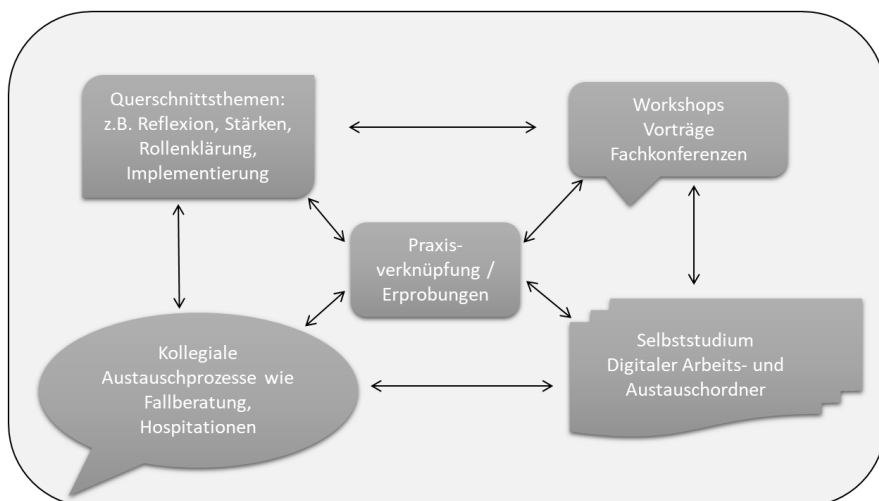 Querschnittsthemen:
z.B. Reflexion, Stärken,
Rollenklärung,
Implementierung
Workshops
Vorträge
Fachkonferenzen
Praxis-
verknüpfung /
Erprobungen
Kollegiale
Austauschprozesse wie
Fallberatung,
Hospitationen
Selbststudium
Digitaler Arbeits- und
Austauschordner